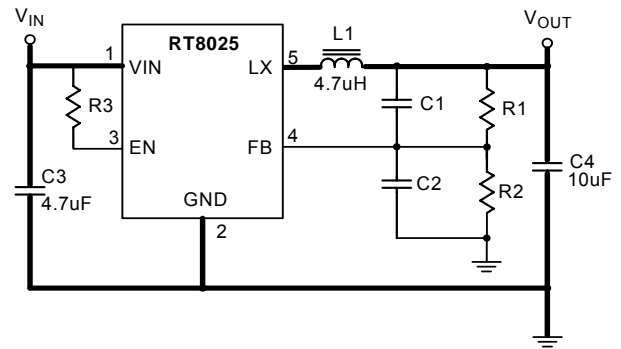 VIN
VOUT
L1
RT8025
1
VIN
LX
5
4.7uH
R3
C1
R1
3
EN
FB
4
C3
4.7uF
C2
R2
C4
10uF
GND
2